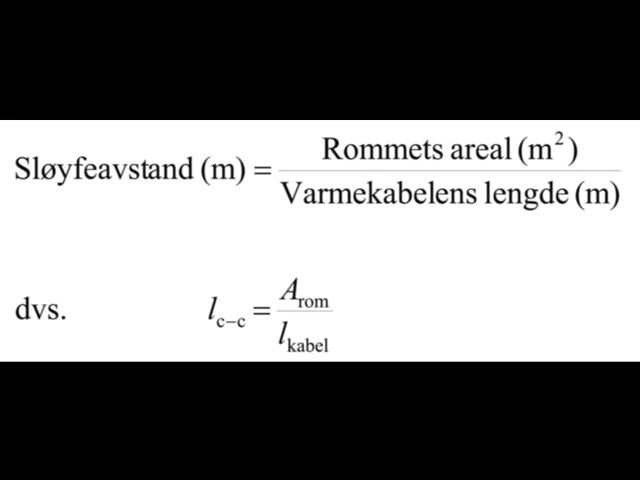 Sløyfeavstand (m) = Rommets areal (m²) / Varmekabelens lengde (m)
dvs. l_c–c = A_rom / l_kabel